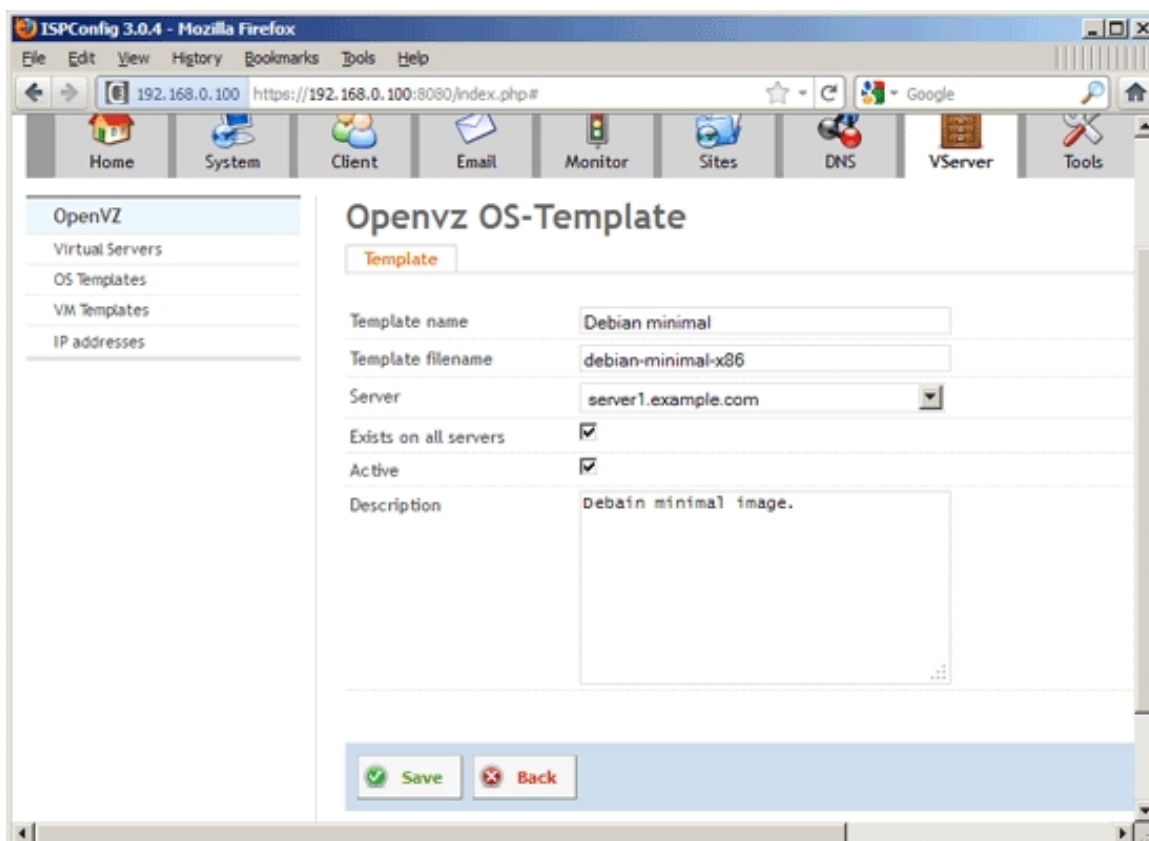 ISPConfig 3.0.4 - Mozilla Firefox
File Edit View History Bookmarks Tools Help
192.168.0.100 https://192.168.0.100:8080/index.php# Google
Home System Client Email Monitor Sites DNS VServer Tools
OpenVZ
Virtual Servers
OS Templates
VM Templates
IP addresses
Openvz OS-Template
Template
Template name Debian minimal
Template filename debian-minimal-x86
Server server1.example.com
Exists on all servers
Active
Description Debain minimal image.
Save Back